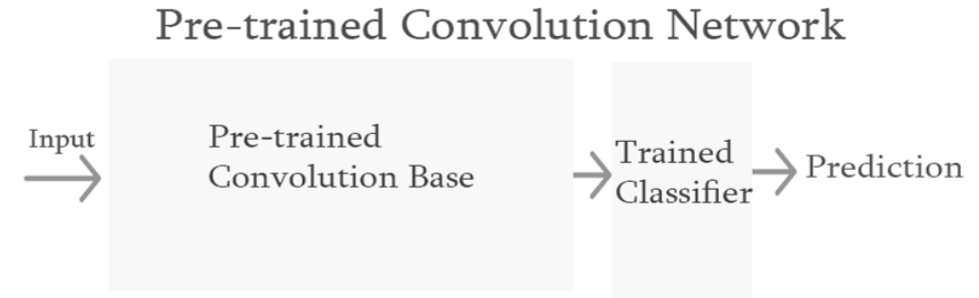 Pre-trained Convolution Network
Input
Pre-trained
Convolution Base
Trained
Classifier
Prediction